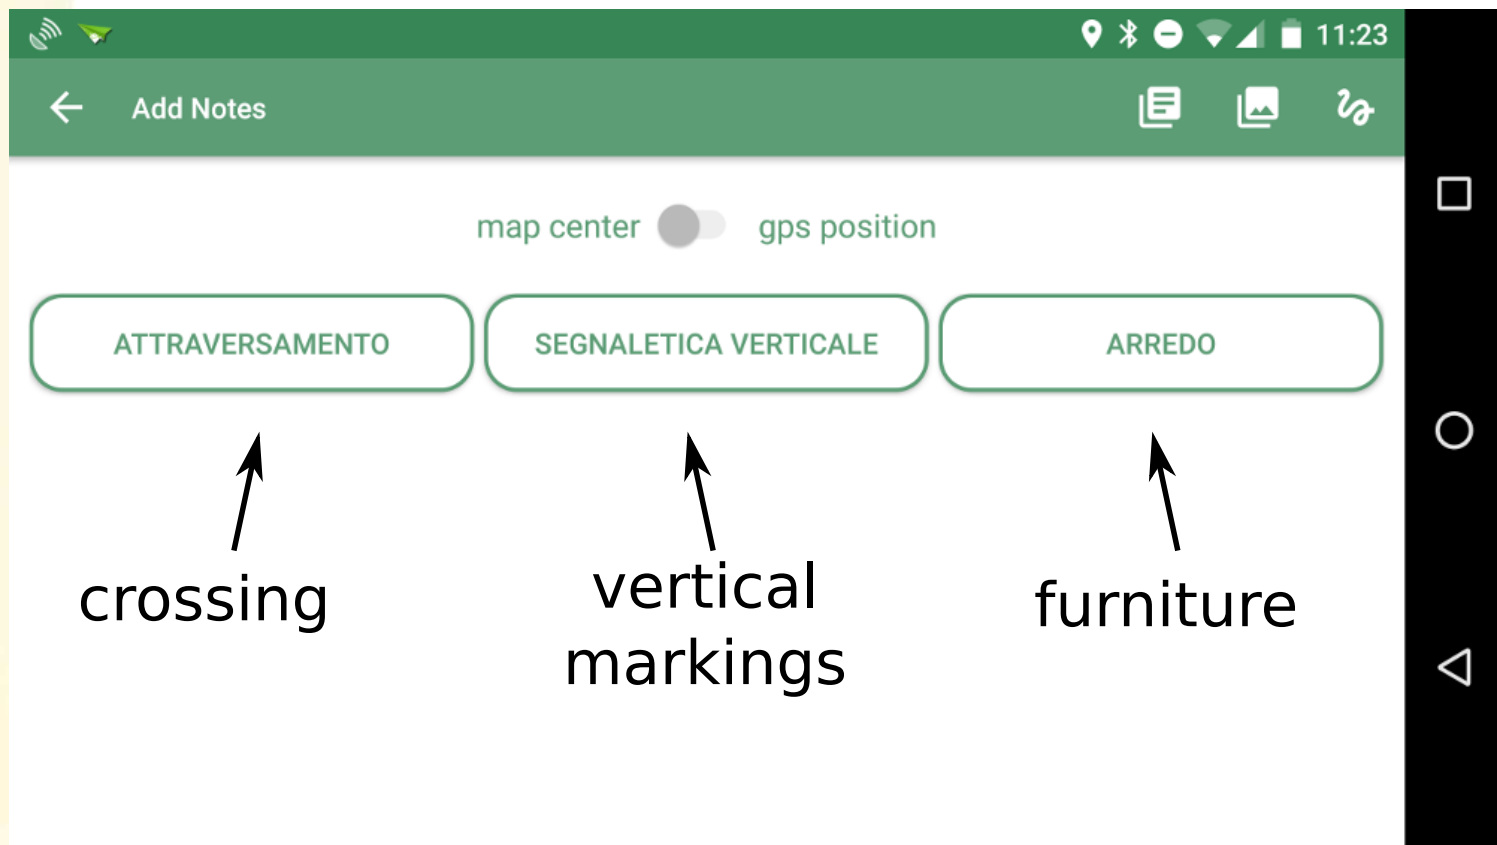 11:23
Add Notes
map center gps position
ATTRAVERSAMENTO SEGNALETICA VERTICALE ARREDO
crossing
vertical
markings
furniture